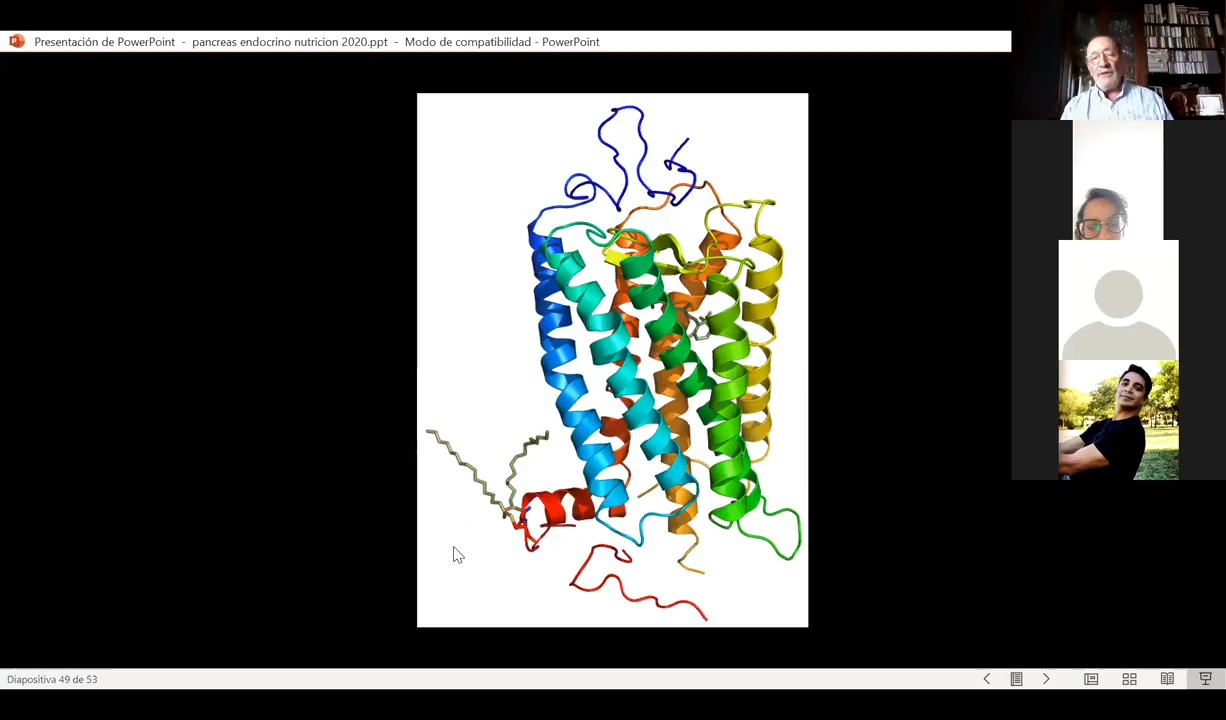 Presentación de PowerPoint - pancreas endocrino nutricion 2020.ppt - Modo de compatibilidad - PowerPoint
Diapositiva 49 de 53